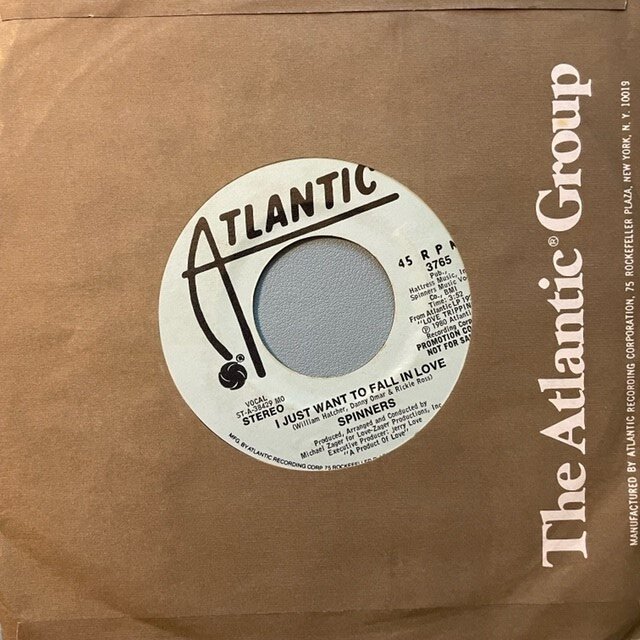 ATLANTIC
®
45 RPM
3765
Pub.,
Hattress Music, In
Spinners Music Vo
Co., BMI
Time: 3:52
From Atlantic LP 192
"LOVE TRIPPIN
℗ 1980 Atlantic
Recording Corp
PROMOTION CO
NOT FOR SA
VOCAL
ST-A-38429 MO
STEREO
I JUST WANT TO FALL IN LOVE
(William Hatcher, Danny Omar & Rickie Ross)
SPINNERS
Produced, Arranged and Conducted by
Michael Zager for Love-Zager Productions, Inc
Executive Producer: Jerry Love
"A Product Of Love"
MFG. BY ATLANTIC RECORDING CORP. 75 ROCKEFELLER
The Atlantic® Group
MANUFACTURED BY ATLANTIC RECORDING CORPORATION, 75 ROCKEFELLER PLAZA, NEW YORK, N. Y. 10019